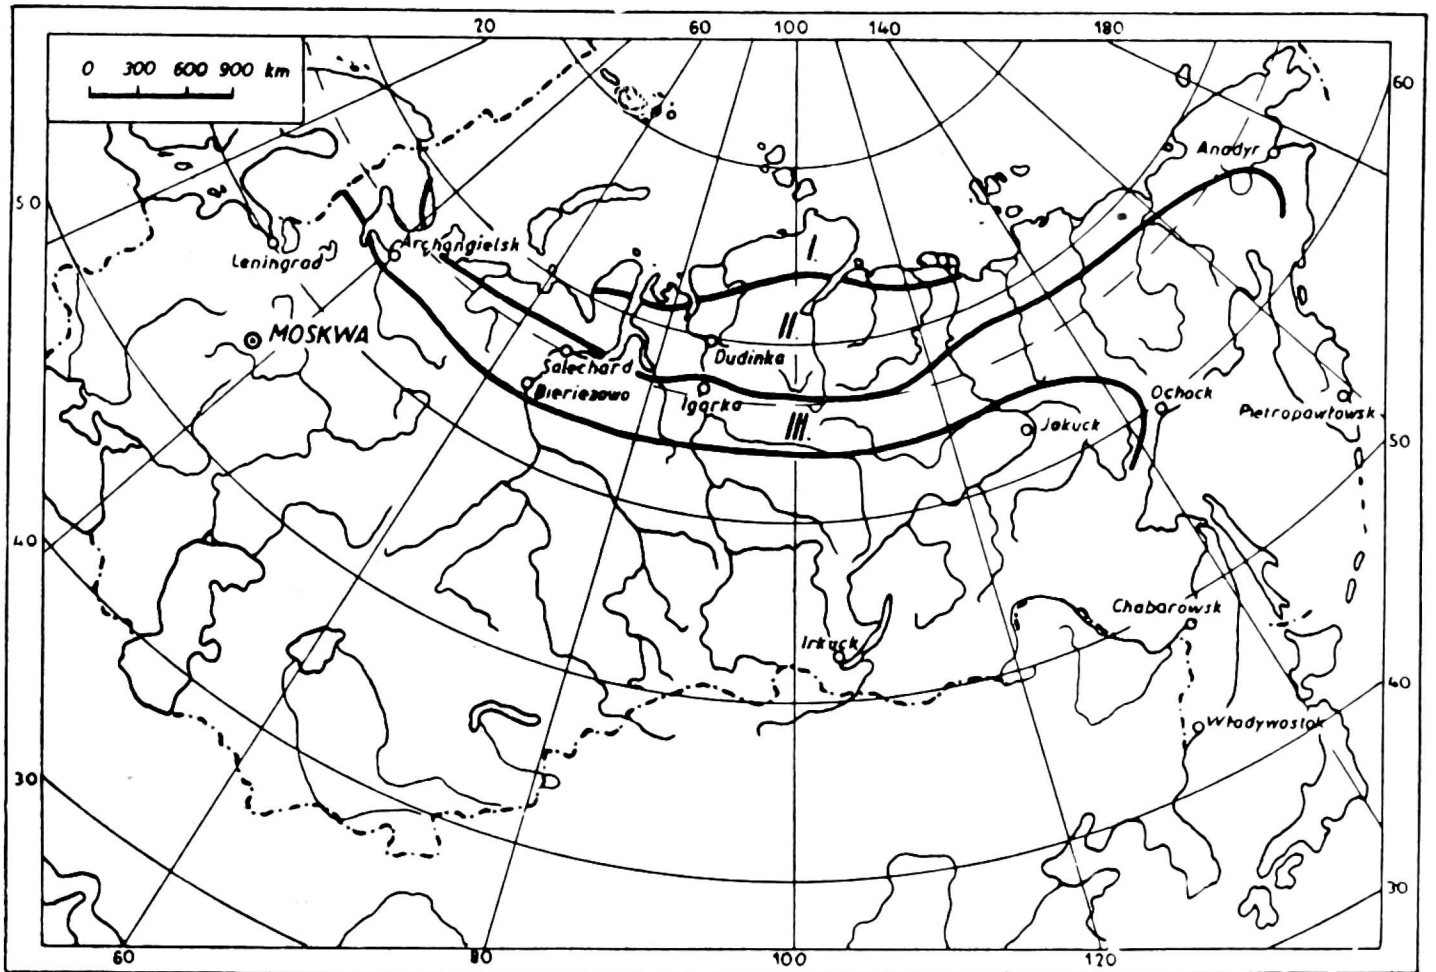 20 60 100 140 180
0 300 600 900 km
60
Anadyr
50
Leningrad
Archangielsk
I
MOSKWA
II
Dudinka
Salechard
Bieriezowo
Igarka
III
Jakuck
Ochock
Pietropawłowsk
50
40
Chabarowsk
Irkuck
40
Władywostok
30
30
60 80 100 120